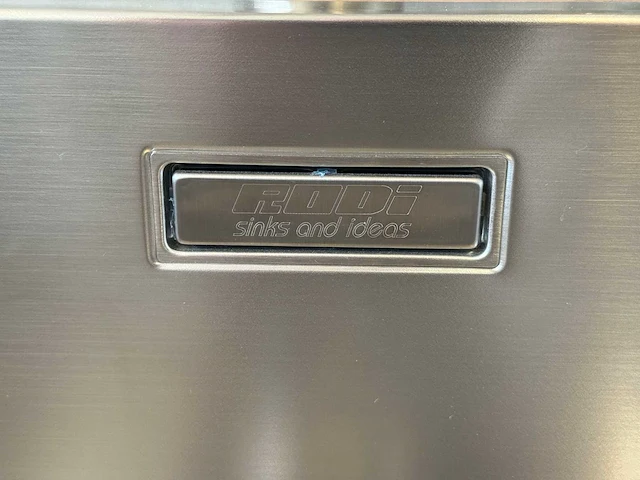 RODi
sinks and ideas